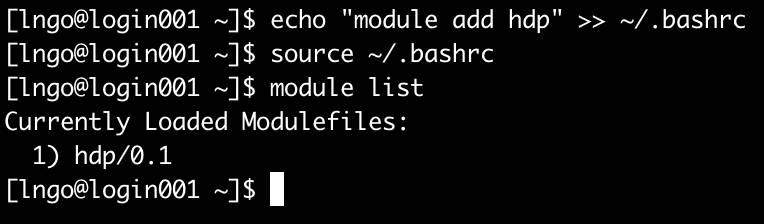 [lngo@login001 ~]$ echo "module add hdp" >> ~/.bashrc
[lngo@login001 ~]$ source ~/.bashrc
[lngo@login001 ~]$ module list
Currently Loaded Modulefiles:
  1) hdp/0.1
[lngo@login001 ~]$